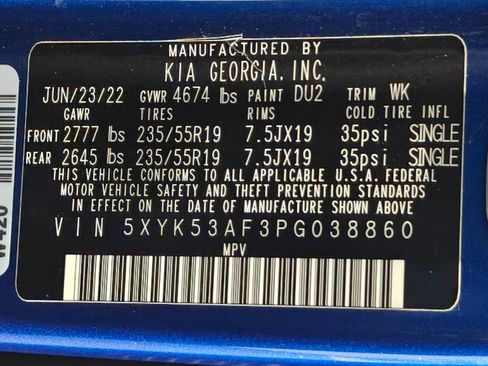 MANUFACTURED BY
KIA GEORGIA, INC.
JUN/23/22 GVWR 4674 lbs PAINT DU2 TRIM WK
GAWR TIRES RIMS COLD TIRE INFL
FRONT 2777 lbs 235/55R19 7.5JX19 35psi SINGLE
REAR 2645 lbs 235/55R19 7.5JX19 35psi SINGLE
THIS VEHICLE CONFORMS TO ALL APPLICABLE U.S.A. FEDERAL
MOTOR VEHICLE SAFETY AND THEFT PREVENTION STANDARDS
IN EFFECT ON THE DATE OF MANUFACTURE SHOWN ABOVE
VIN 5XYK53AF3PG038860
MPV
W420